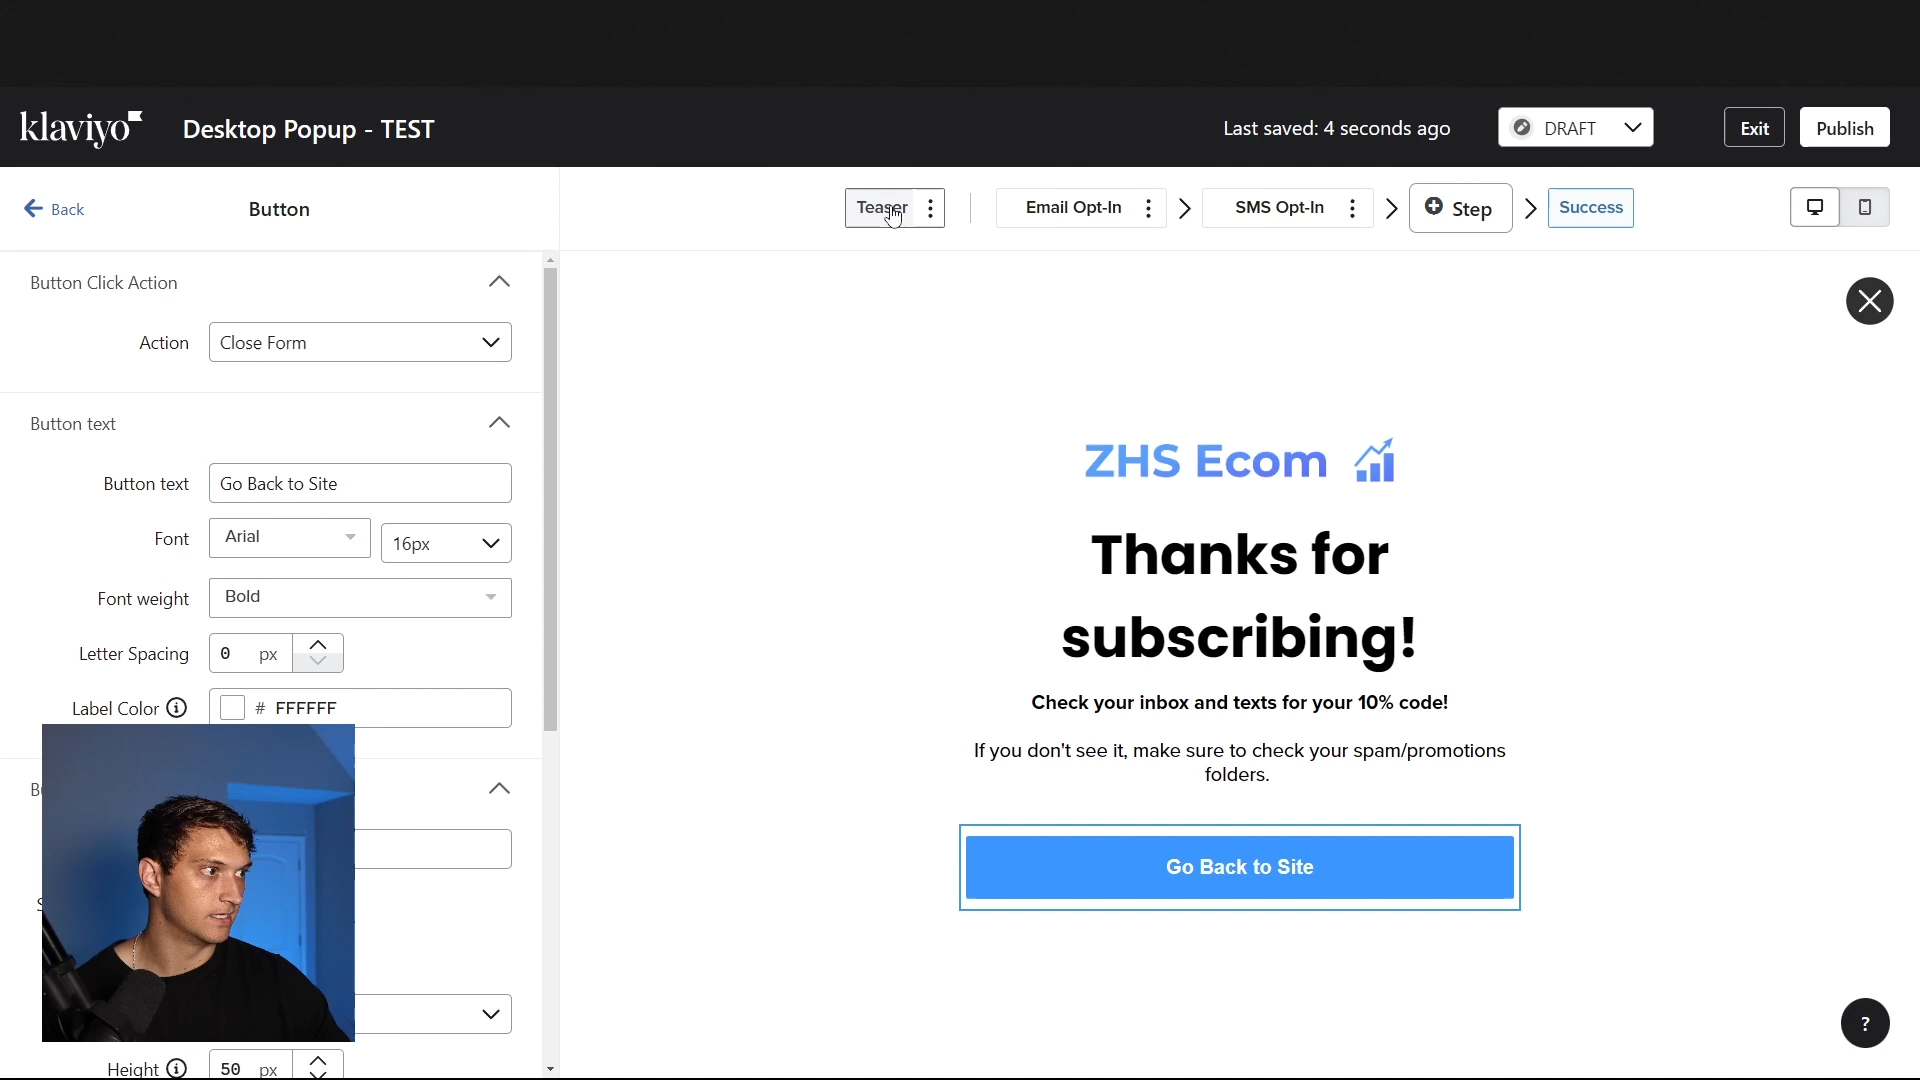 klaviyo
Desktop Popup - TEST
Last saved: 4 seconds ago
DRAFT
Exit
Publish
Back
Button
Teaser
Email Opt-In
SMS Opt-In
Step
Success
Button Click Action
Action
Close Form
Button text
Button text
Go Back to Site
Font
Arial
16px
Font weight
Bold
Letter Spacing
0 px
Label Color
# FFFFFF
Height
50 px
ZHS Ecom
Thanks for
subscribing!
Check your inbox and texts for your 10% code!
If you don't see it, make sure to check your spam/promotions
folders.
Go Back to Site
?